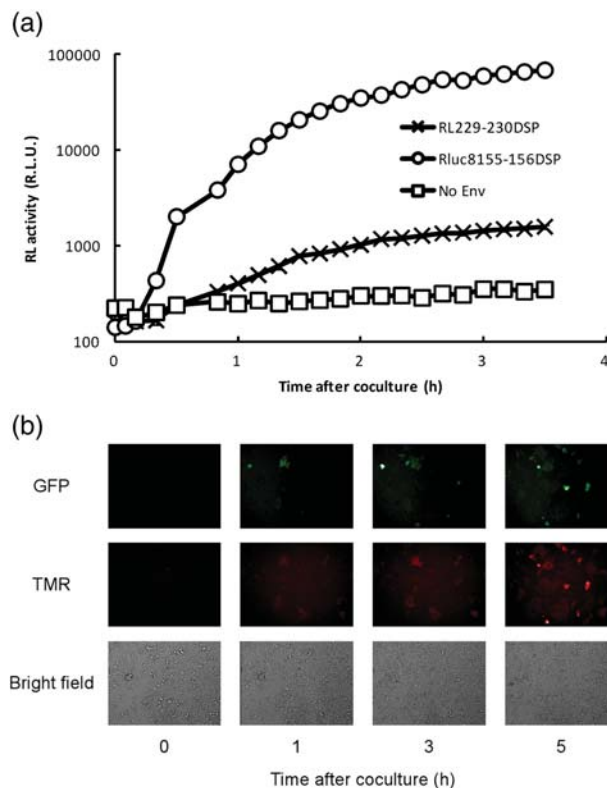 (a)
100000
10000
1000
100
RL activity (R.L.U.)
RL229-230DSP
Rluc8155-156DSP
No Env
0 1 2 3 4
Time after coculture (h)
(b)
GFP
TMR
Bright field
0 1 3 5
Time after coculture (h)